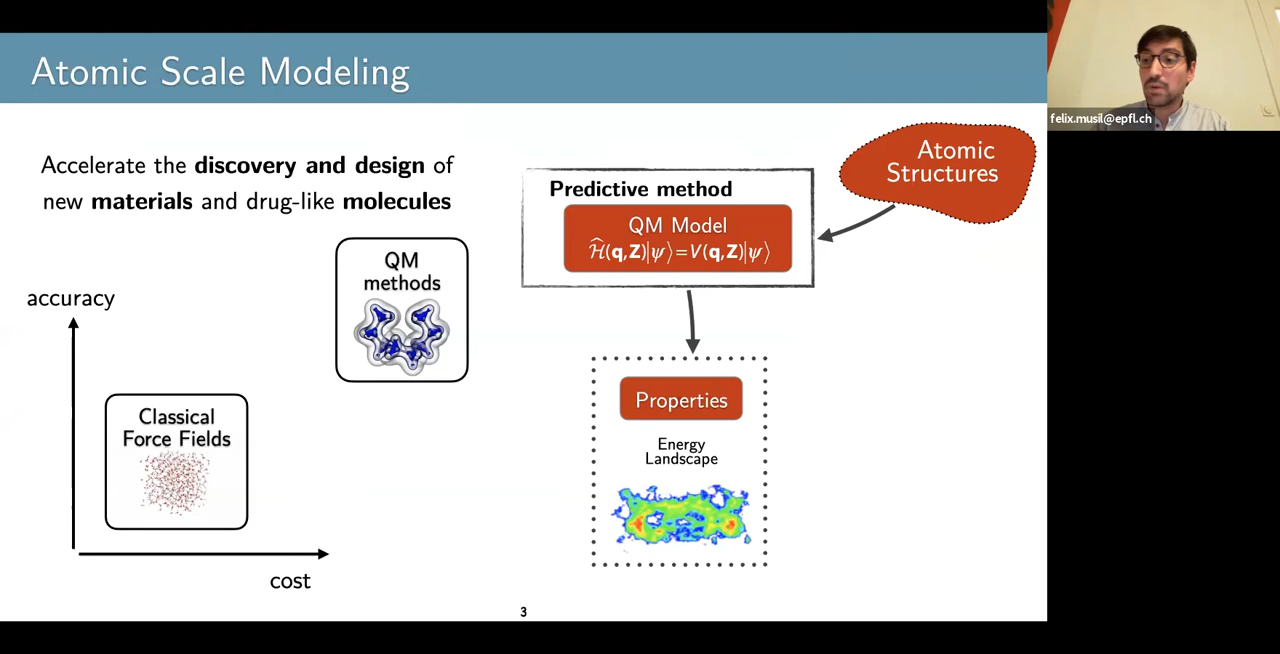 Atomic Scale Modeling
felix.musil@epfl.ch
Accelerate the discovery and design of
new materials and drug-like molecules
accuracy
QM
methods
Classical
Force Fields
cost
Predictive method
QM Model
Ĥ(q,Z)|ψ⟩=V(q,Z)|ψ⟩
Atomic
Structures
Properties
Energy
Landscape
3